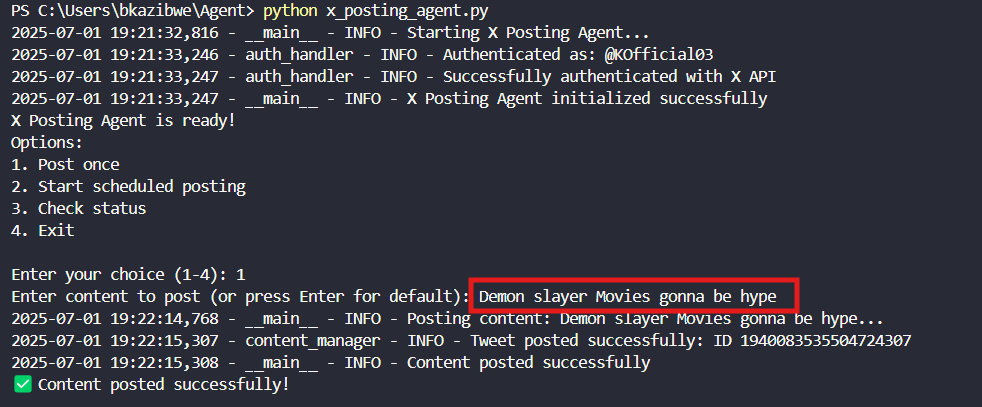 PS C:\Users\bkazibwe\Agent> python x_posting_agent.py
2025-07-01 19:21:32,816 - __main__ - INFO - Starting X Posting Agent...
2025-07-01 19:21:33,246 - auth_handler - INFO - Authenticated as: @KOfficial03
2025-07-01 19:21:33,247 - auth_handler - INFO - Successfully authenticated with X API
2025-07-01 19:21:33,247 - __main__ - INFO - X Posting Agent initialized successfully
X Posting Agent is ready!
Options:
1. Post once
2. Start scheduled posting
3. Check status
4. Exit
Enter your choice (1-4): 1
Enter content to post (or press Enter for default): Demon slayer Movies gonna be hype
2025-07-01 19:22:14,768 - __main__ - INFO - Posting content: Demon slayer Movies gonna be hype...
2025-07-01 19:22:15,307 - content_manager - INFO - Tweet posted successfully: ID 1940083535504724307
2025-07-01 19:22:15,308 - __main__ - INFO - Content posted successfully
✅ Content posted successfully!